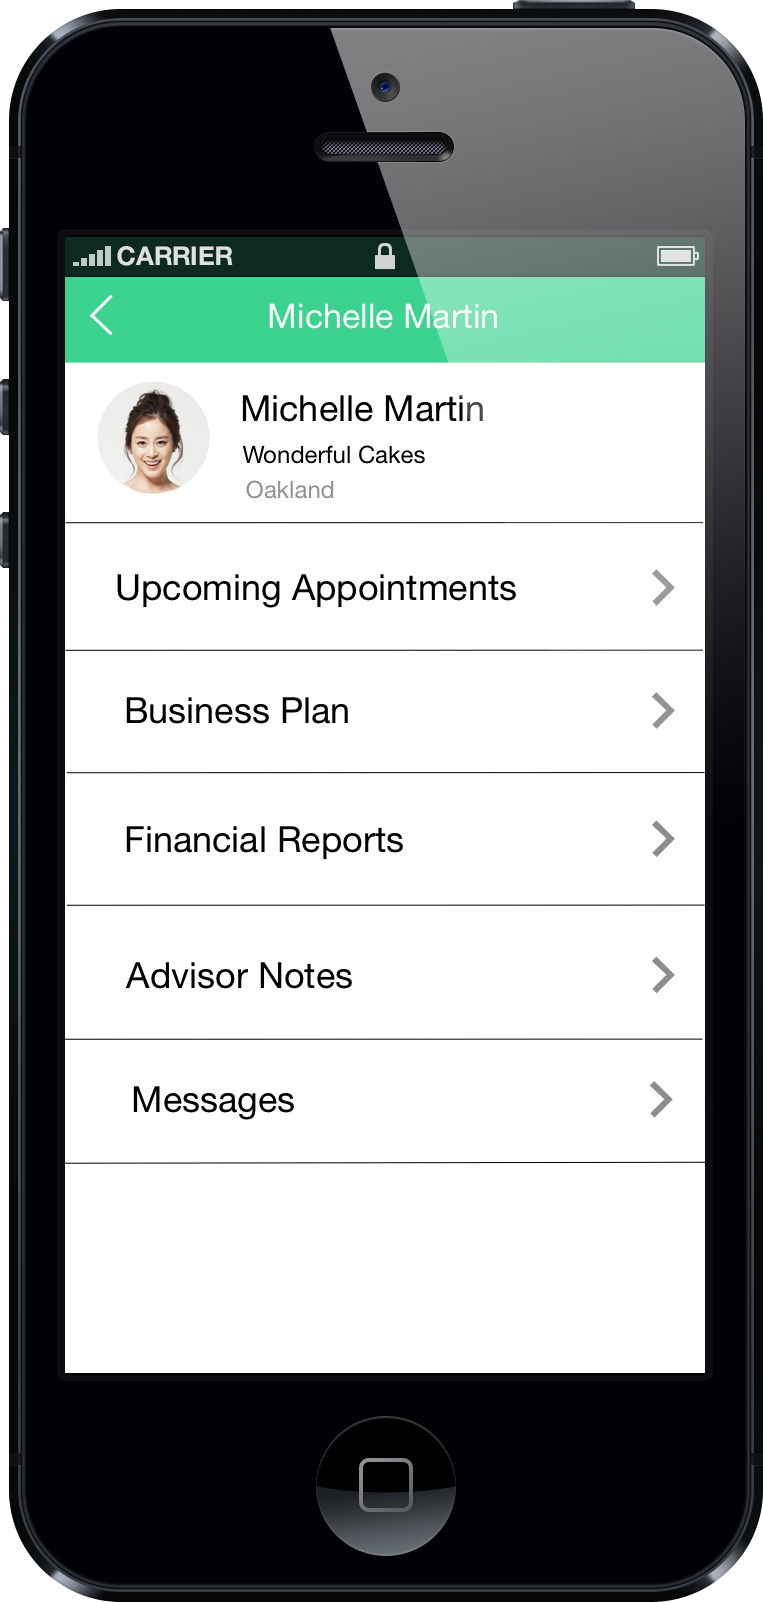 CARRIER
Michelle Martin
Michelle Martin
Wonderful Cakes
Oakland
Upcoming Appointments
Business Plan
Financial Reports
Advisor Notes
Messages